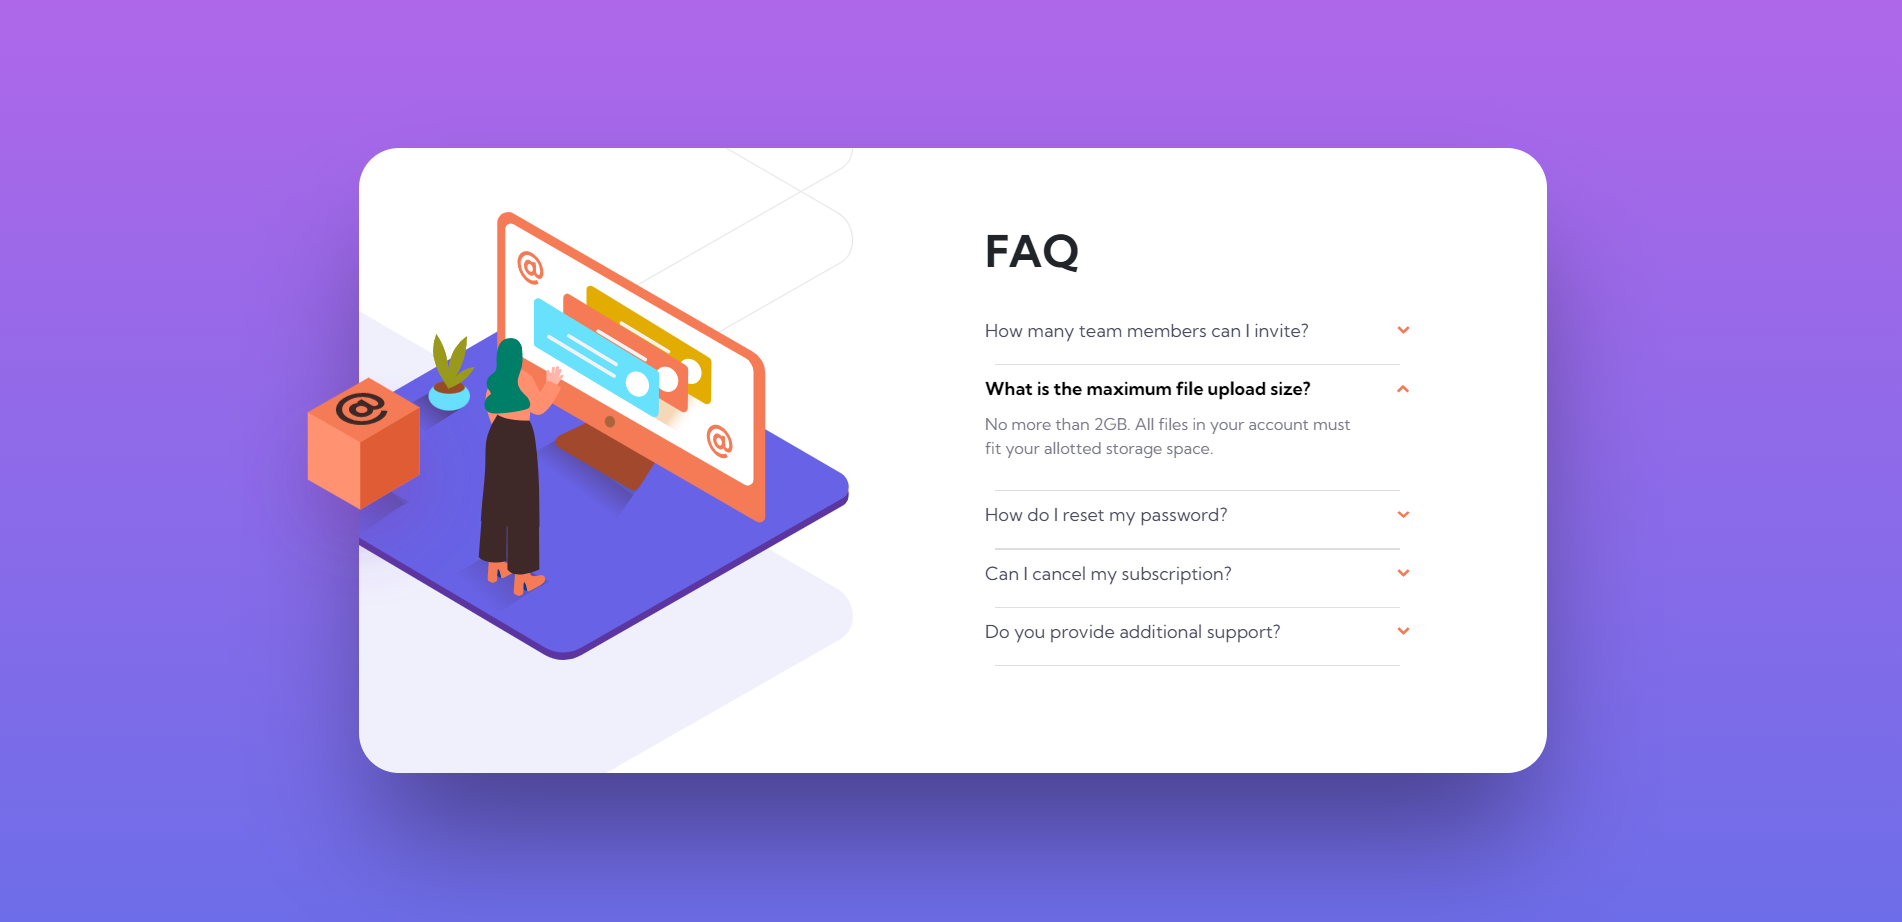 @
@
@
FAQ
How many team members can I invite?
What is the maximum file upload size?
No more than 2GB. All files in your account must
fit your allotted storage space.
How do I reset my password?
Can I cancel my subscription?
Do you provide additional support?